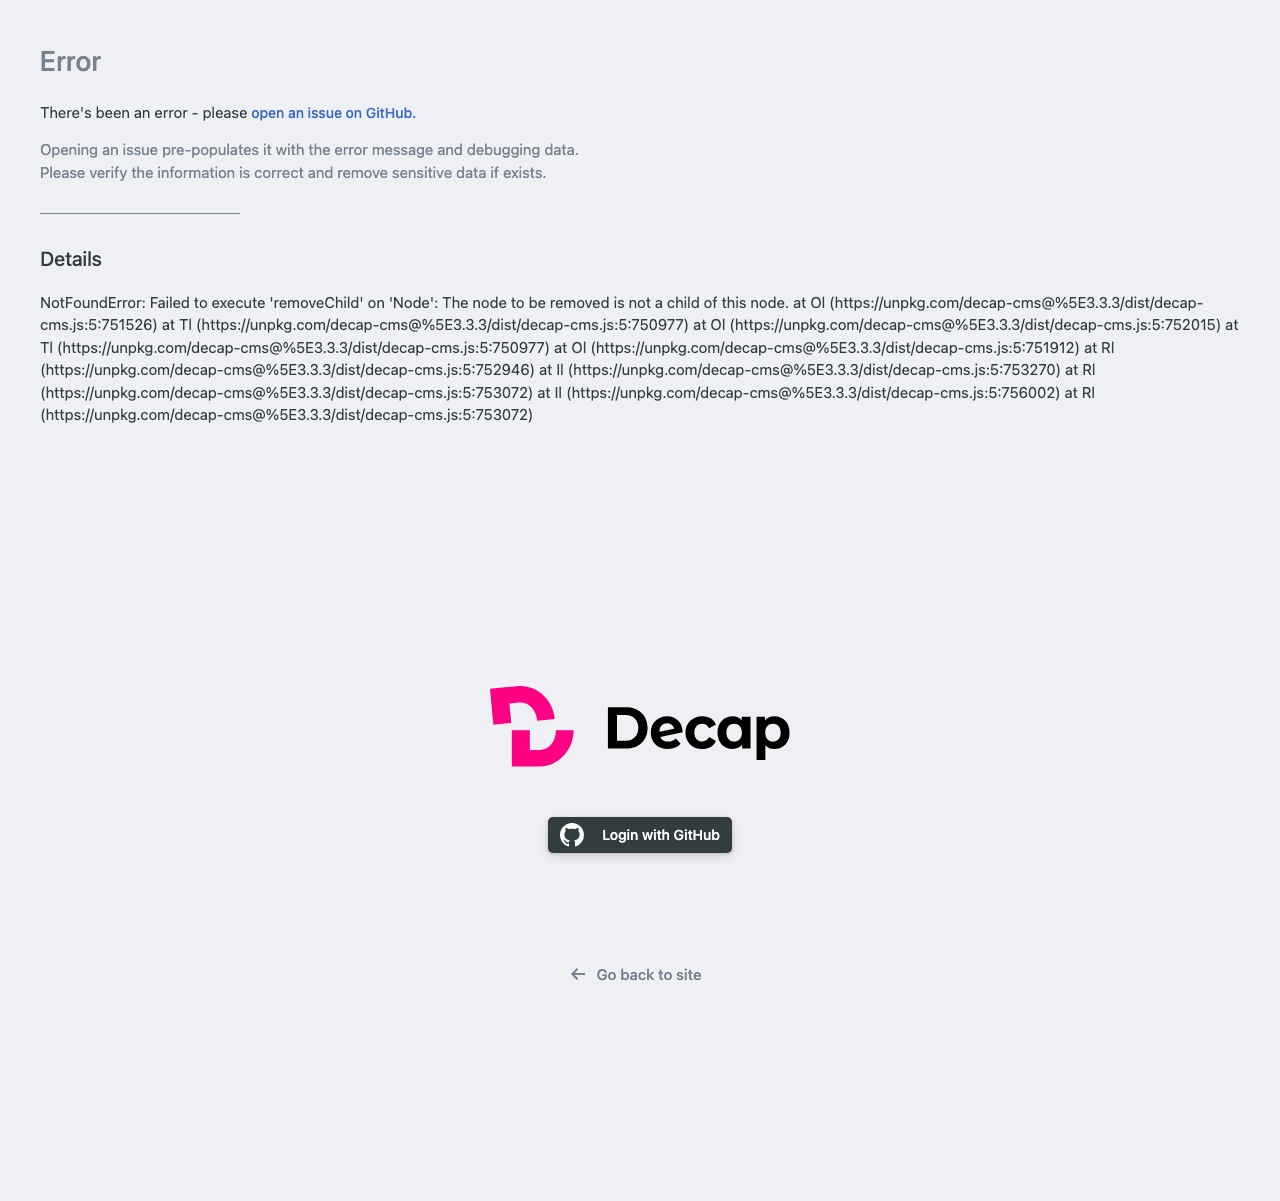 Error
There's been an error - please open an issue on GitHub.
Opening an issue pre-populates it with the error message and debugging data.
Please verify the information is correct and remove sensitive data if exists.
Details
NotFoundError: Failed to execute 'removeChild' on 'Node': The node to be removed is not a child of this node. at Ol (https://unpkg.com/decap-cms@%5E3.3.3/dist/decap-
cms.js:5:751526) at Tl (https://unpkg.com/decap-cms@%5E3.3.3/dist/decap-cms.js:5:750977) at Ol (https://unpkg.com/decap-cms@%5E3.3.3/dist/decap-cms.js:5:752015) at
Tl (https://unpkg.com/decap-cms@%5E3.3.3/dist/decap-cms.js:5:750977) at Ol (https://unpkg.com/decap-cms@%5E3.3.3/dist/decap-cms.js:5:751912) at Rl
(https://unpkg.com/decap-cms@%5E3.3.3/dist/decap-cms.js:5:752946) at Il (https://unpkg.com/decap-cms@%5E3.3.3/dist/decap-cms.js:5:753270) at Rl
(https://unpkg.com/decap-cms@%5E3.3.3/dist/decap-cms.js:5:753072) at Il (https://unpkg.com/decap-cms@%5E3.3.3/dist/decap-cms.js:5:756002) at Rl
(https://unpkg.com/decap-cms@%5E3.3.3/dist/decap-cms.js:5:753072)
Decap
Login with GitHub
Go back to site